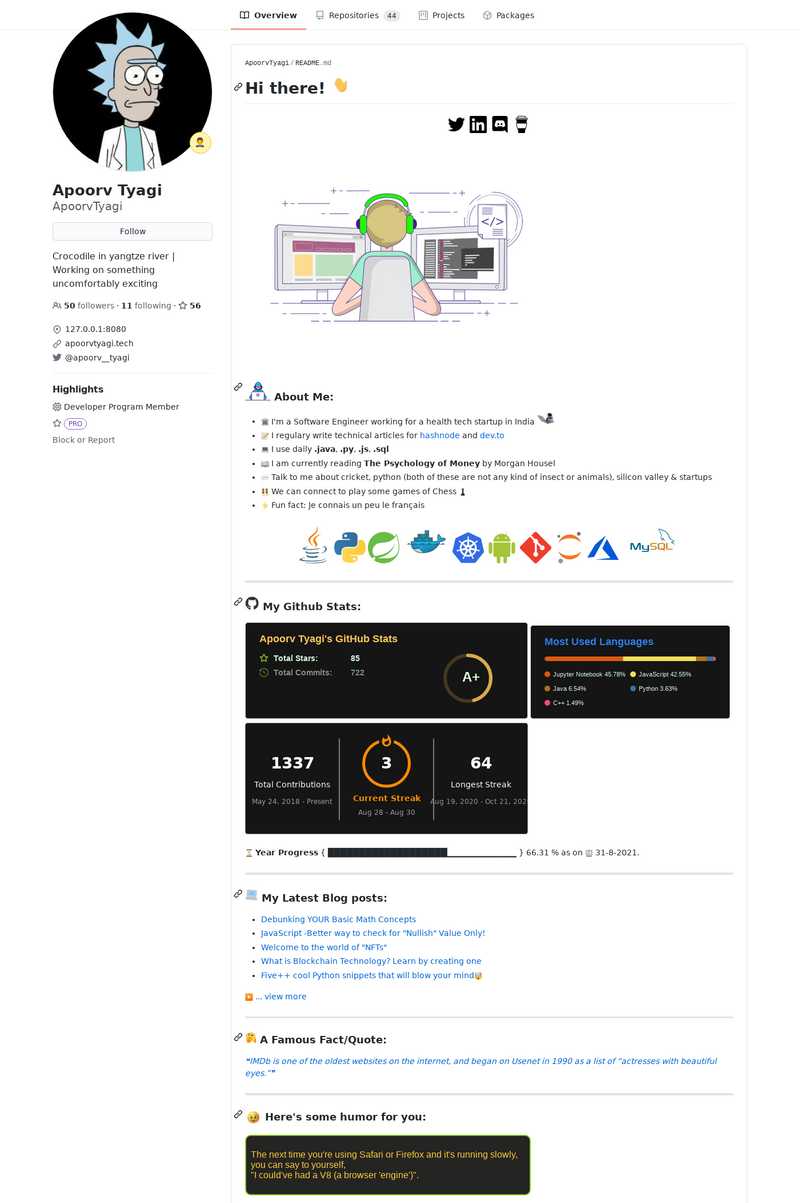 Overview
Repositories 44
Projects
Packages
Apoorv Tyagi
ApoorvTyagi
Follow
Crocodile in yangtze river |
Working on something
uncomfortably exciting
50 followers · 11 following · 56
127.0.0.1:8080
apoorvtyagi.tech
@apoorv__tyagi
Highlights
Developer Program Member
PRO
Block or Report
ApoorvTyagi / README.md
Hi there!
</>
About Me:
I'm a Software Engineer working for a health tech startup in India
I regulary write technical articles for hashnode and dev.to
I use daily .java, .py, .js, .sql
I am currently reading The Psychology of Money by Morgan Housel
Talk to me about cricket, python (both of these are not any kind of insect or animals), silicon valley & startups
We can connect to play some games of Chess
Fun fact: Je connais un peu le français
MySQL
My Github Stats:
Apoorv Tyagi's GitHub Stats
Total Stars: 85
Total Commits: 722
A+
Most Used Languages
Jupyter Notebook 45.78% JavaScript 42.55%
Java 6.54% Python 3.63%
C++ 1.49%
1337
Total Contributions
May 24, 2018 - Present
3
Current Streak
Aug 28 - Aug 30
64
Longest Streak
Aug 19, 2020 - Oct 21, 202
Year Progress { } 66.31 % as on 31-8-2021.
My Latest Blog posts:
Debunking YOUR Basic Math Concepts
JavaScript -Better way to check for "Nullish" Value Only!
Welcome to the world of "NFTs"
What is Blockchain Technology? Learn by creating one
Five++ cool Python snippets that will blow your mind
... view more
A Famous Fact/Quote:
❝IMDb is one of the oldest websites on the internet, and began on Usenet in 1990 as a list of “actresses with beautiful
eyes.”❞
Here's some humor for you:
The next time you're using Safari or Firefox and it's running slowly,
you can say to yourself,
"I could've had a V8 (a browser 'engine')".